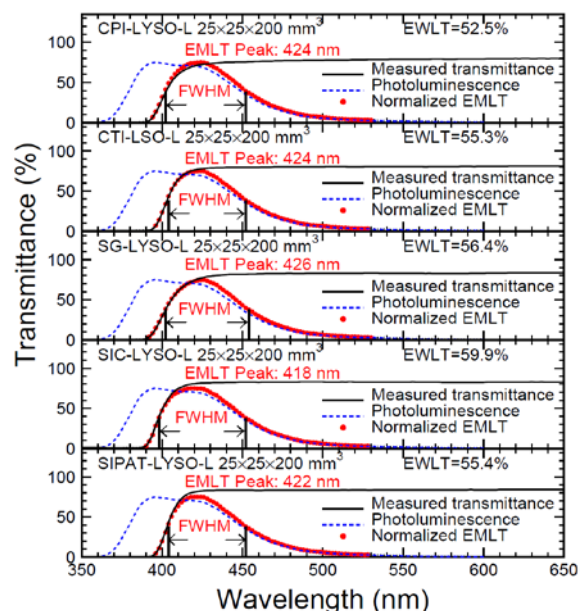 Transmittance (%)
CPI-LYSO-L 25×25×200 mm³ EWLT=52.5%
EMLT Peak: 424 nm
FWHM
Measured transmittance
Photoluminescence
Normalized EMLT
100
50
0
CTI-LSO-L 25×25×200 mm³ EWLT=55.3%
EMLT Peak: 424 nm
FWHM
Measured transmittance
Photoluminescence
Normalized EMLT
100
50
0
SG-LYSO-L 25×25×200 mm³ EWLT=56.4%
EMLT Peak: 426 nm
FWHM
Measured transmittance
Photoluminescence
Normalized EMLT
100
50
0
SIC-LYSO-L 25×25×200 mm³ EWLT=59.9%
EMLT Peak: 418 nm
FWHM
Measured transmittance
Photoluminescence
Normalized EMLT
100
50
0
SIPAT-LYSO-L 25×25×200 mm³ EWLT=55.4%
EMLT Peak: 422 nm
FWHM
Measured transmittance
Photoluminescence
Normalized EMLT
100
50
0
350 400 450 500 550 600 650
Wavelength (nm)